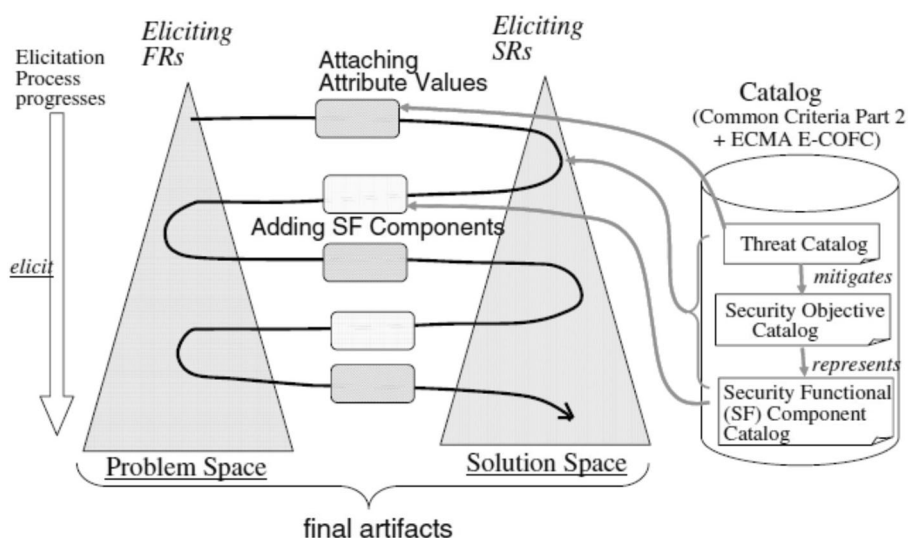 Elicitation
Process
progresses
elicit
Eliciting
FRs
Attaching
Attribute Values
Eliciting
SRs
Adding SF Components
Problem Space
Solution Space
final artifacts
Catalog
(Common Criteria Part 2
+ ECMA E-COFC)
Threat Catalog
mitigates
Security Objective
Catalog
represents
Security Functional
(SF) Component
Catalog